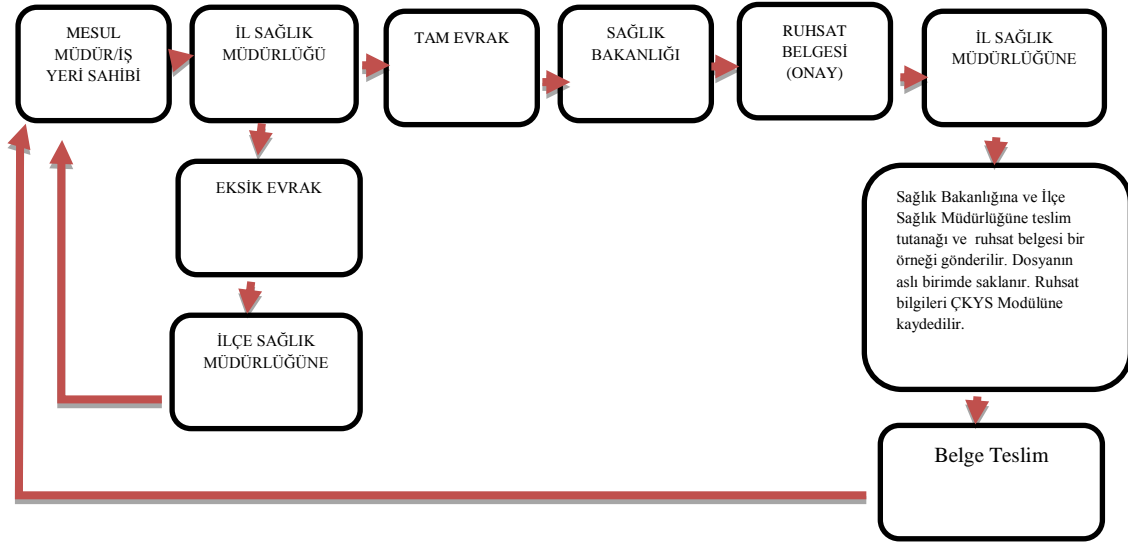 MESUL
MÜDÜR/İŞ
YERİ SAHİBİ
İL SAĞLIK
MÜDÜRLÜĞÜ
TAM EVRAK
SAĞLIK
BAKANLIĞI
RUHSAT
BELGESİ
(ONAY)
İL SAĞLIK
MÜDÜRLÜĞÜNE
EKSİK EVRAK
İLÇE SAĞLIK
MÜDÜRLÜĞÜNE
Sağlık Bakanlığına ve İlçe
Sağlık Müdürlüğüne teslim
tutanağı ve ruhsat belgesi bir
örneği gönderilir. Dosyanın
aslı birimde saklanır. Ruhsat
bilgileri ÇKYS Modülüne
kaydedilir.
Belge Teslim